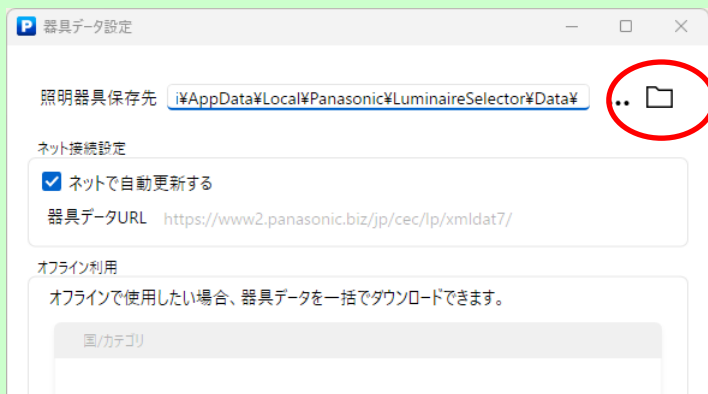 P 器具データ設定
照明器具保存先 i¥AppData¥Local¥Panasonic¥LuminaireSelector¥Data¥ ...
ネット接続設定
ネットで自動更新する
器具データURL https://www2.panasonic.biz/jp/cec/lp/xmldat7/
オフライン利用
オフラインで使用したい場合、器具データを一括でダウンロードできます。
国/カテゴリ